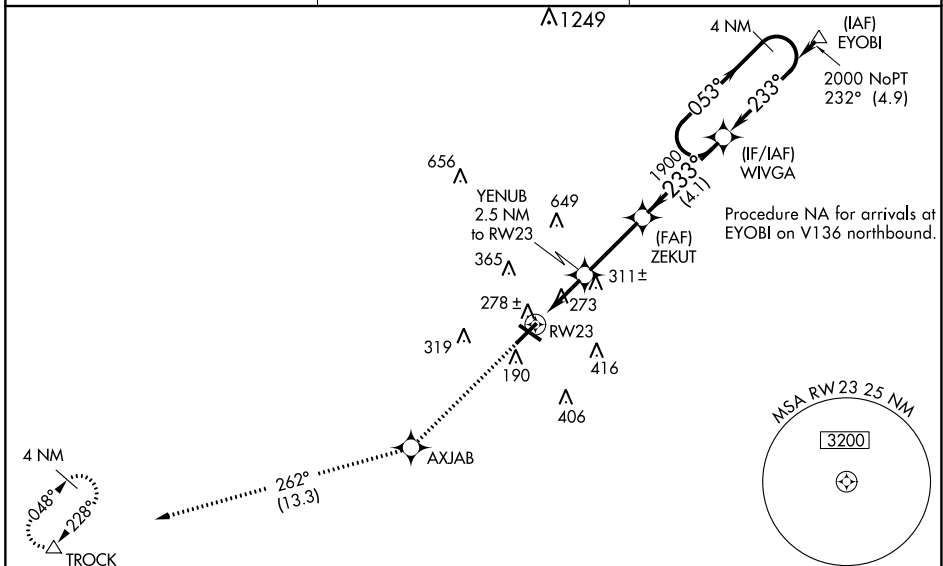 1249
4 NM
(IAF)
EYOBI
2000 NoPT
232° (4.9)
053°
233°
(IF/IAF)
WIVGA
1900
233°
(4.1)
656
YENUB
2.5 NM
to RW23
649
Procedure NA for arrivals at
EYOBI on V136 northbound.
(FAF)
ZEKUT
365
311±
278 ±
273
RW23
319
190
416
406
MSA RW 23 25 NM
3200
AXJAB
4 NM
262°
(13.3)
048°
228°
TROCK